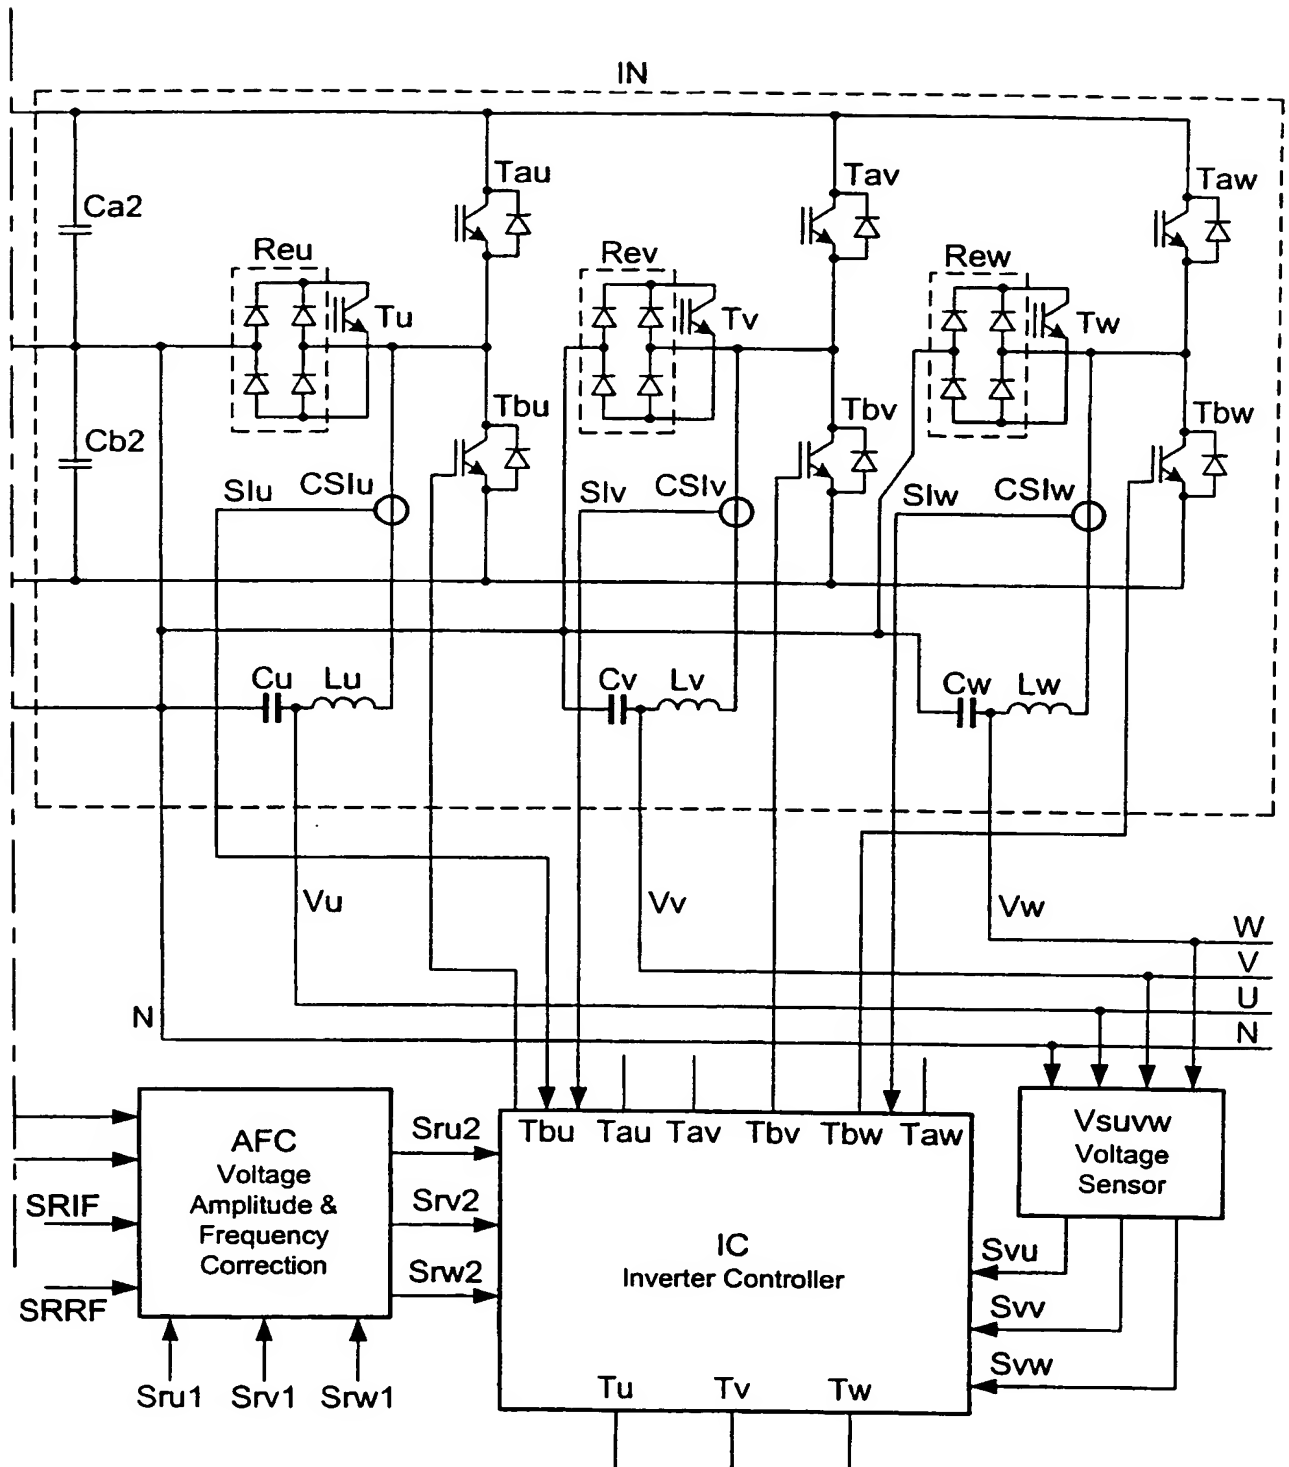 IN
Tau
Tav
Taw
Ca2
Reu
Rev
Rew
Tu
Tv
Tw
Tbu
Tbv
Tbw
Cb2
SIu
CSIu
SIv
CSIv
SIw
CSIw
Cu
Lu
Cv
Lv
Cw
Lw
Vu
Vv
Vw
W
V
U
N
N
AFC
Voltage
Amplitude &
Frequency
Correction
SRIF
SRRF
Sru1
Srv1
Srw1
Sru2
Srv2
Srw2
Tbu
Tau
Tav
Tbv
Tbw
Taw
IC
Inverter Controller
Tu
Tv
Tw
Vsuvw
Voltage
Sensor
Svu
Svv
Svw